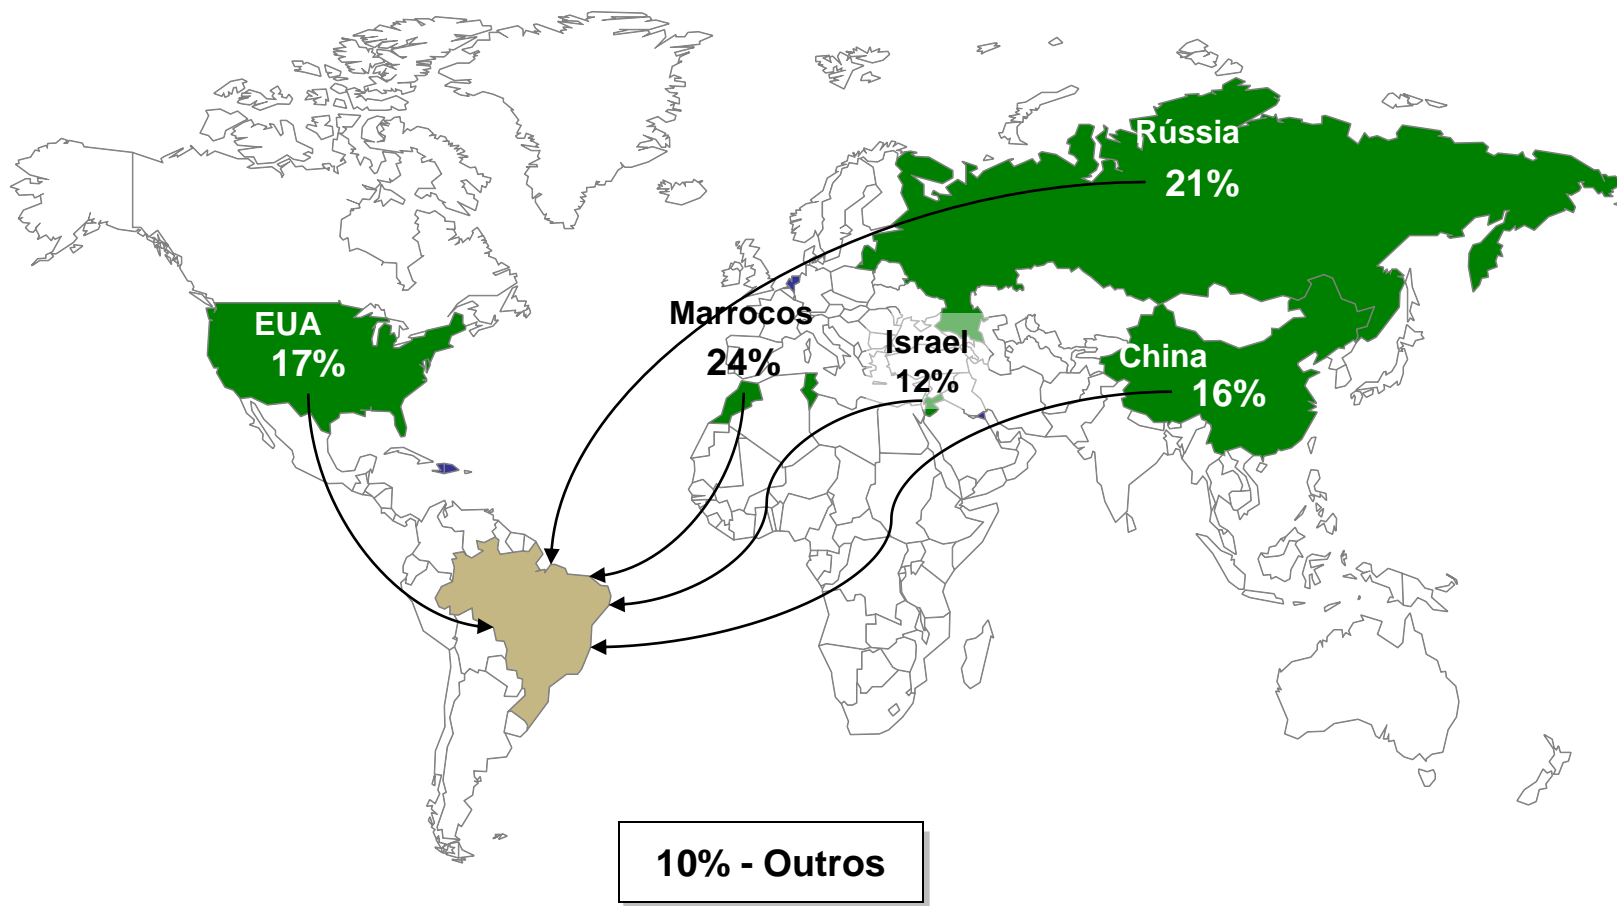 Rússia
21%
Marrocos
24%
EUA
17%
Israel
12%
China
16%
10% - Outros